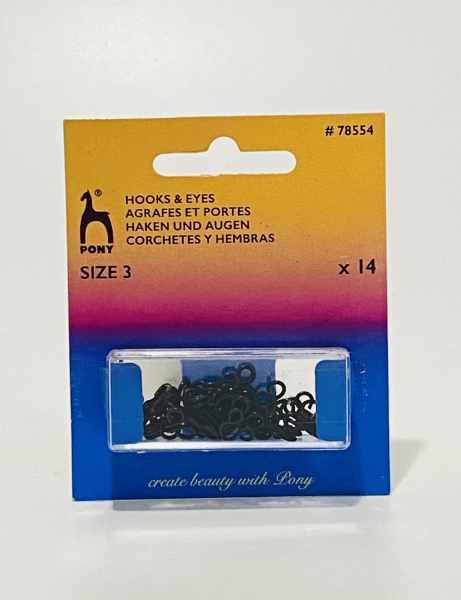 # 78554
®
HOOKS & EYES
AGRAFES ET PORTES
HAKEN UND AUGEN
CORCHETES Y HEMBRAS
PONY
SIZE 3
x 14
create beauty with Pony